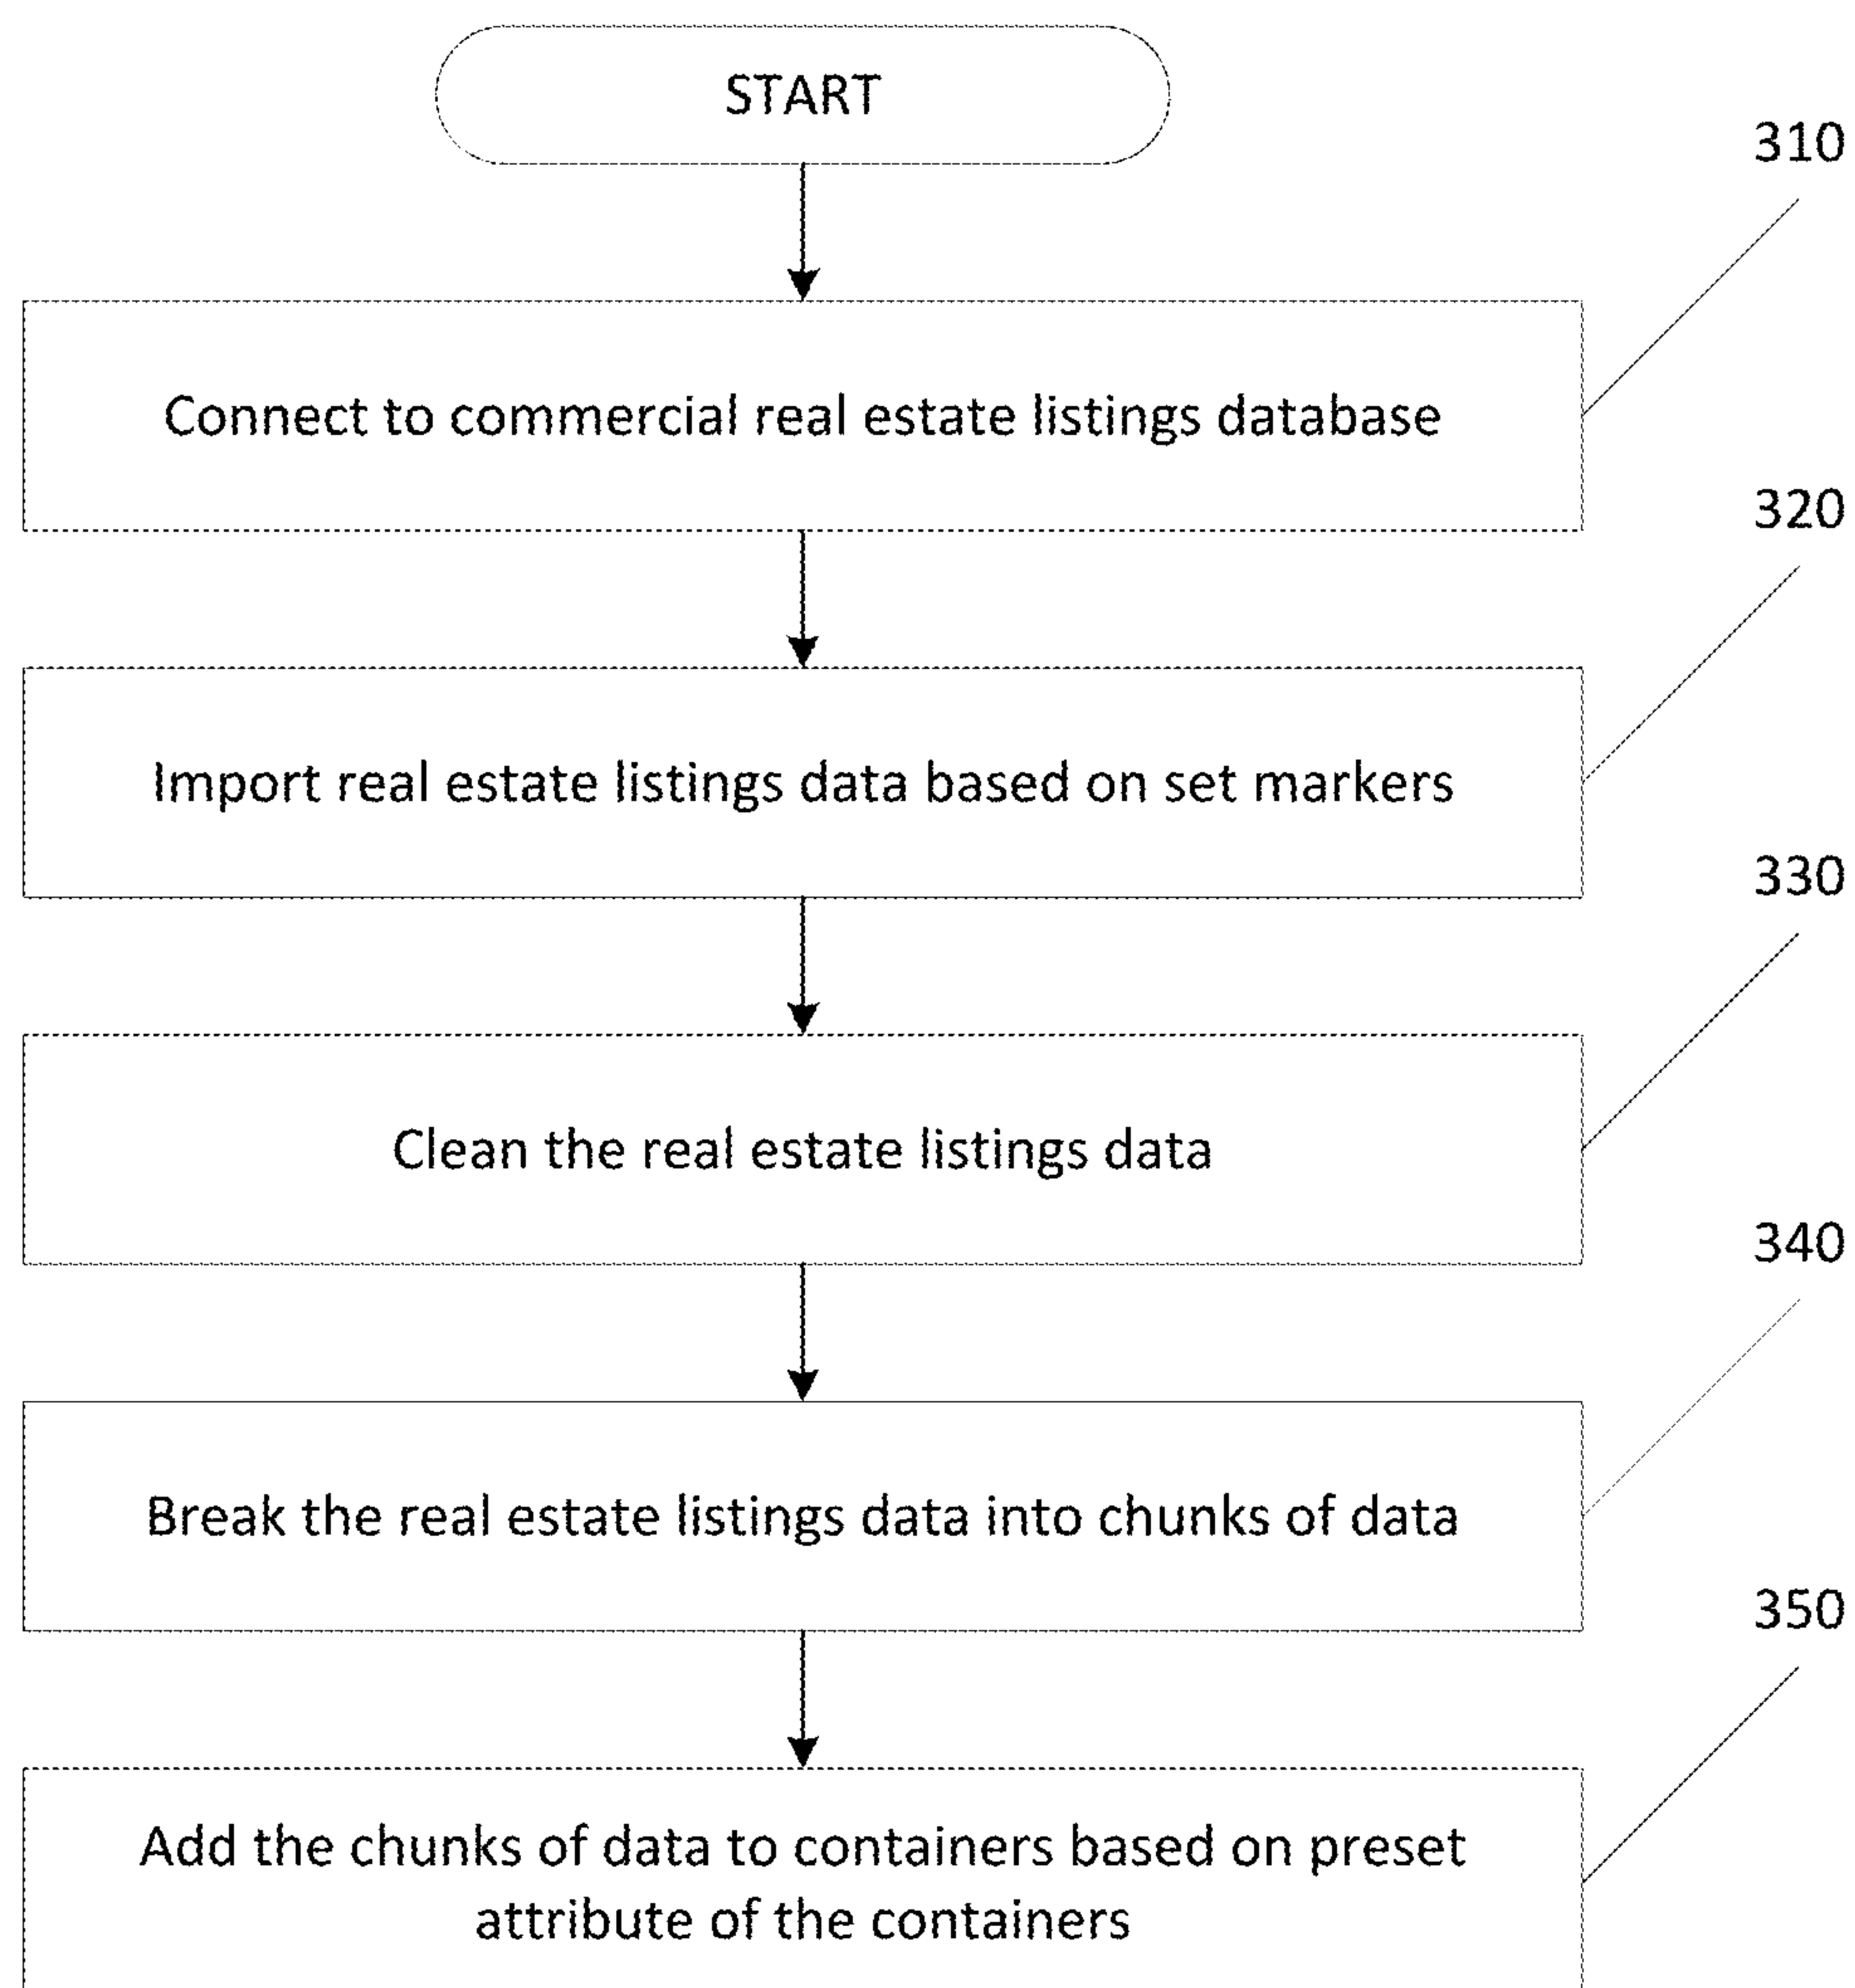 START
310
Connect to commercial real estate listings database
320
Import real estate listings data based on set markers
330
Clean the real estate listings data
340
Break the real estate listings data into chunks of data
350
Add the chunks of data to containers based on preset
attribute of the containers